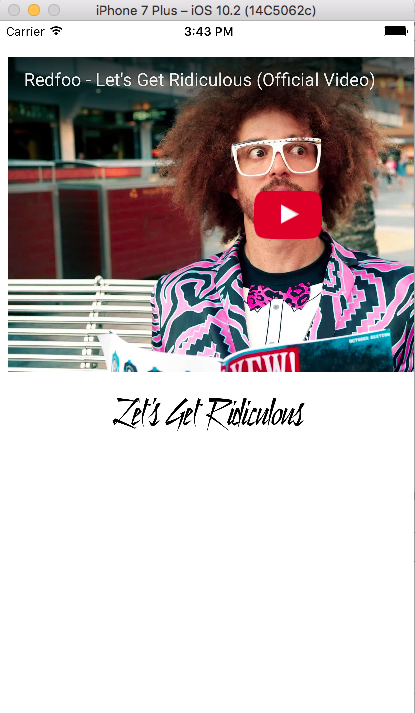 iPhone 7 Plus – iOS 10.2 (14C5062c)
Carrier 3:43 PM
Redfoo - Let's Get Ridiculous (Official Video)
NEW!
Let's Get Ridiculous